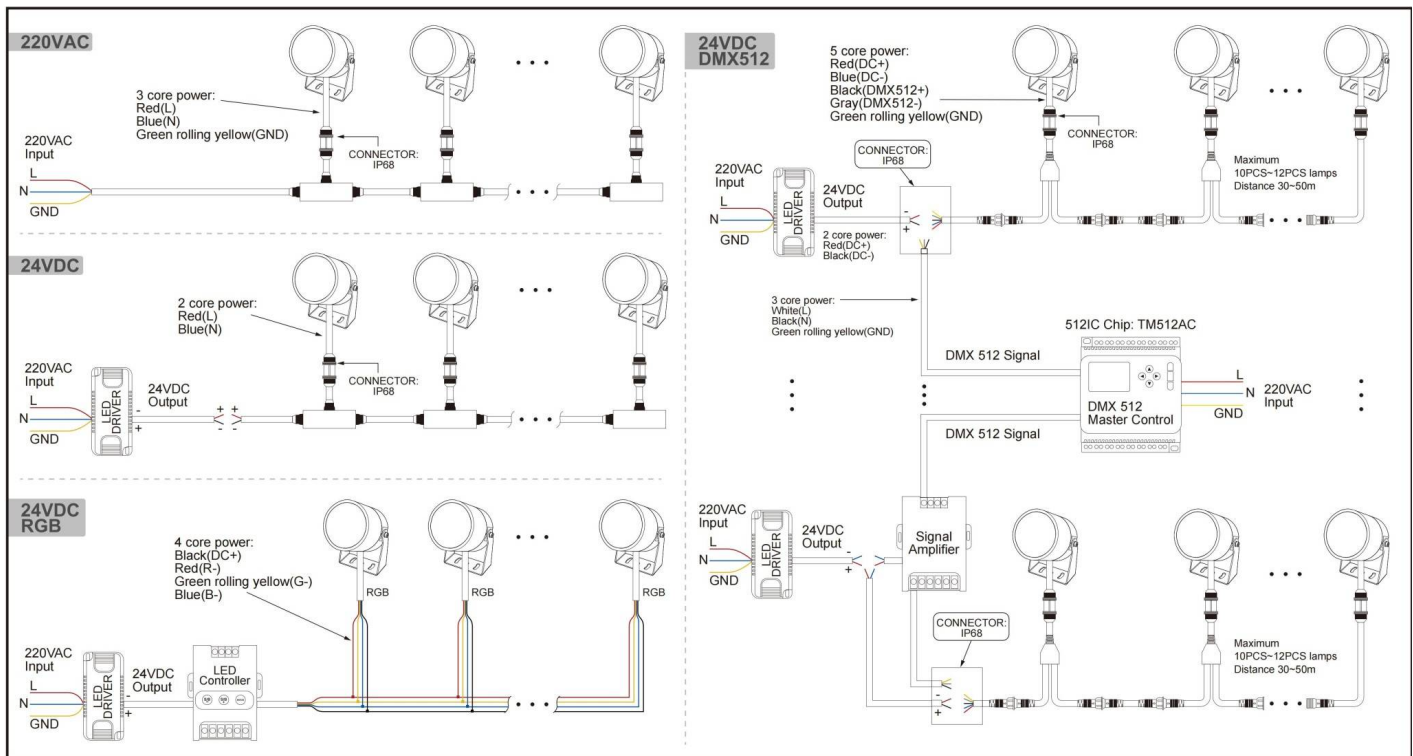 220VAC
3 core power:
Red(L)
Blue(N)
Green rolling yellow(GND)
CONNECTOR:
IP68
CONNECTOR:
IP68
220VAC
Input
L
N
GND
24VDC
2 core power:
Red(L)
Blue(N)
CONNECTOR:
IP68
CONNECTOR:
IP68
220VAC
Input
L
N
GND
LED
DRIVER
24VDC
Output
-
+
+ +
- -
24VDC
RGB
4 core power:
Black(DC+)
Red(R-)
Green rolling yellow(G-)
Blue(B-)
RGB
RGB
RGB
220VAC
Input
L
N
GND
LED
DRIVER
24VDC
Output
-
+
LED
Controller
24VDC
DMX512
5 core power:
Red(DC+)
Blue(DC-)
Black(DMX512+)
Gray(DMX512-)
Green rolling yellow(GND)
CONNECTOR:
IP68
CONNECTOR:
IP68
Maximum
10PCS~12PCS lamps
Distance 30~50m
220VAC
Input
L
N
GND
LED
DRIVER
24VDC
Output
-
+
2 core power:
Red(DC+)
Black(DC-)
3 core power:
White(L)
Black(N)
Green rolling yellow(GND)
512IC Chip: TM512AC
DMX 512 Signal
DMX 512
Master Control
L
N
GND
220VAC
Input
DMX 512 Signal
220VAC
Input
L
N
GND
LED
DRIVER
24VDC
Output
-
+
Signal
Amplifier
CONNECTOR:
IP68
-
+
Maximum
10PCS~12PCS lamps
Distance 30~50m